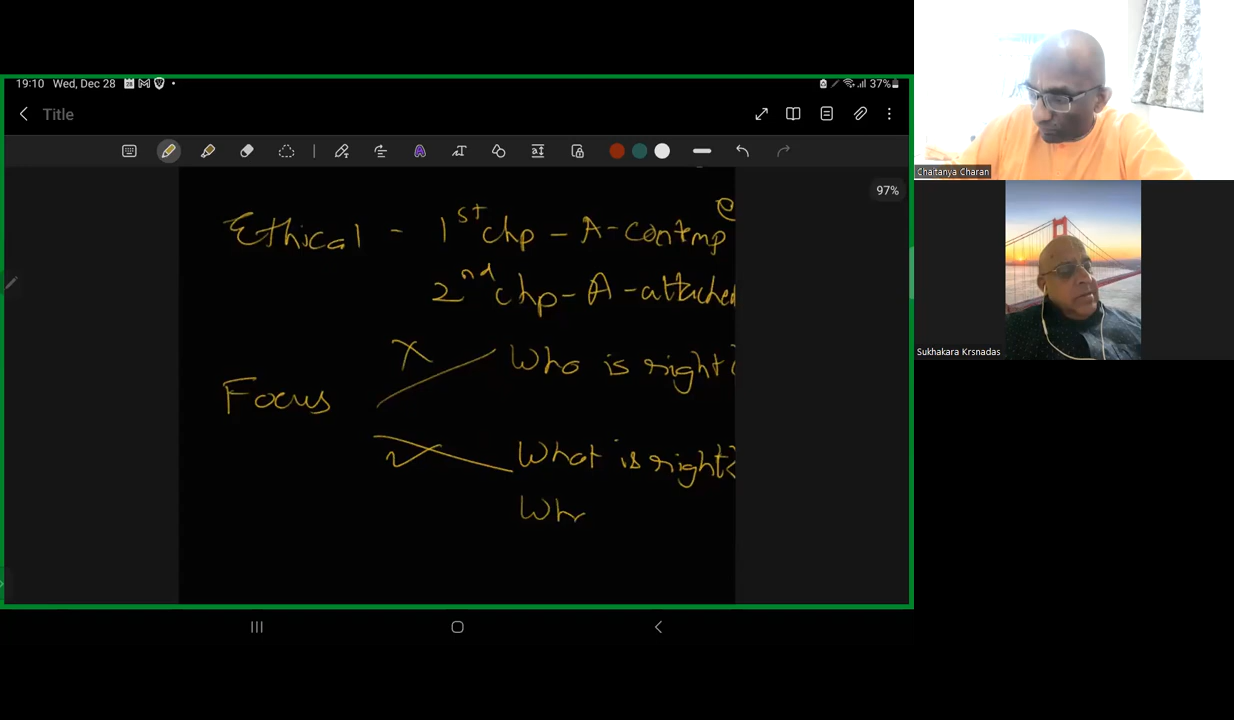 19:10 Wed, Dec 28
37%
Title
97%
Ethical - 1st chp - A - contmp
2nd chp - A - attached
X Who is right?
Focus
What is right?
Wh
Chaitanya Charan
Sukhakara Krsnadas